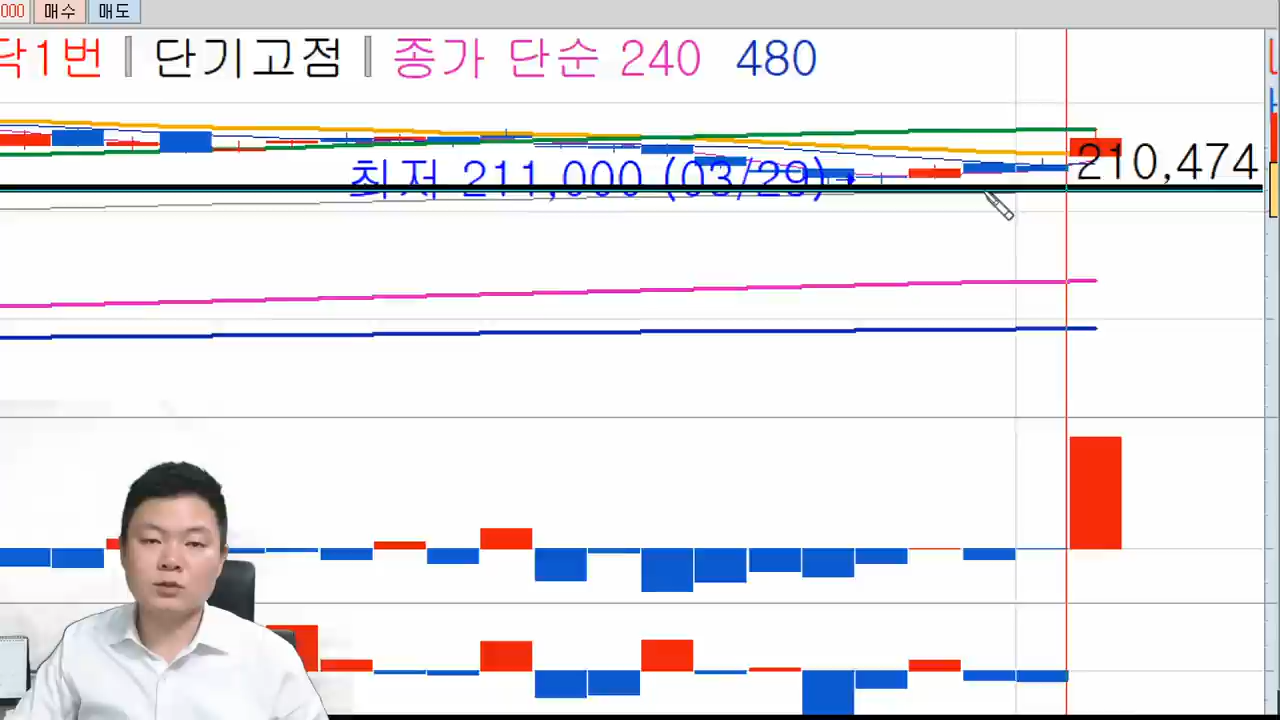 000 매수 매도
닥1번 단기고점 종가 단순 240 480
최저 211,000 (03/29)
210,474